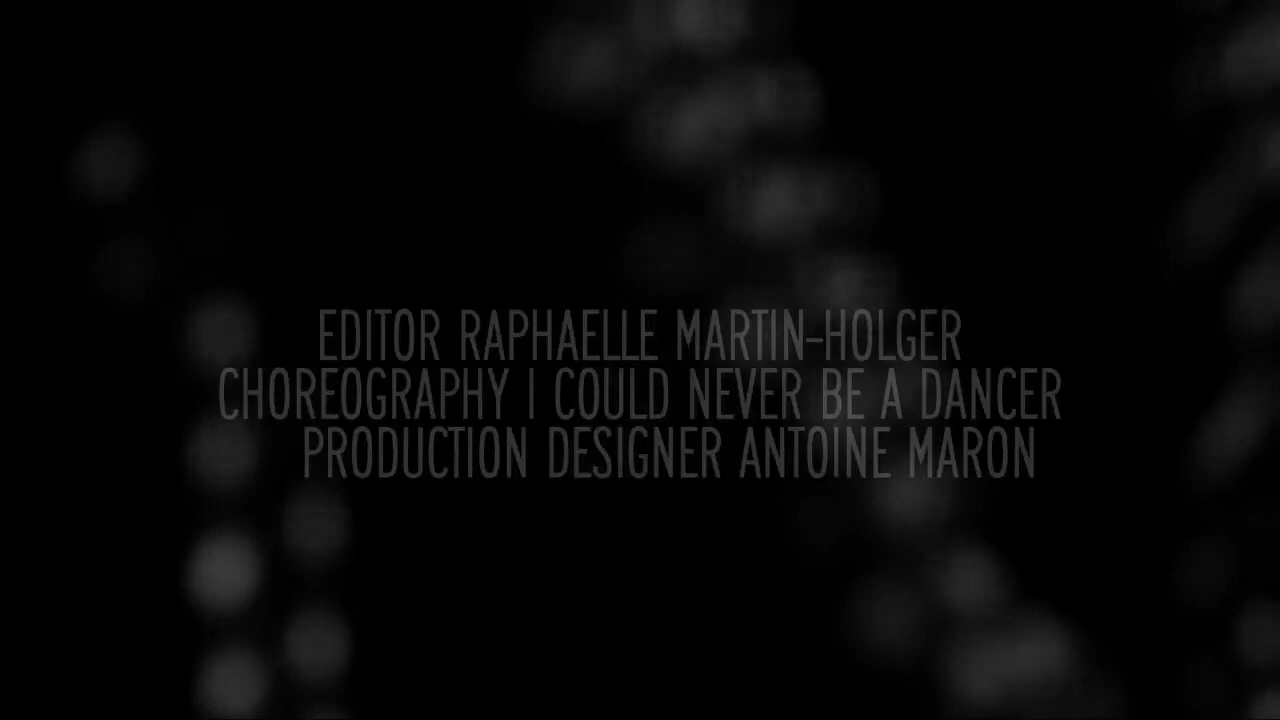 EDITOR RAPHAELLE MARTIN-HOLGER
CHOREOGRAPHY I COULD NEVER BE A DANCER
PRODUCTION DESIGNER ANTOINE MARON